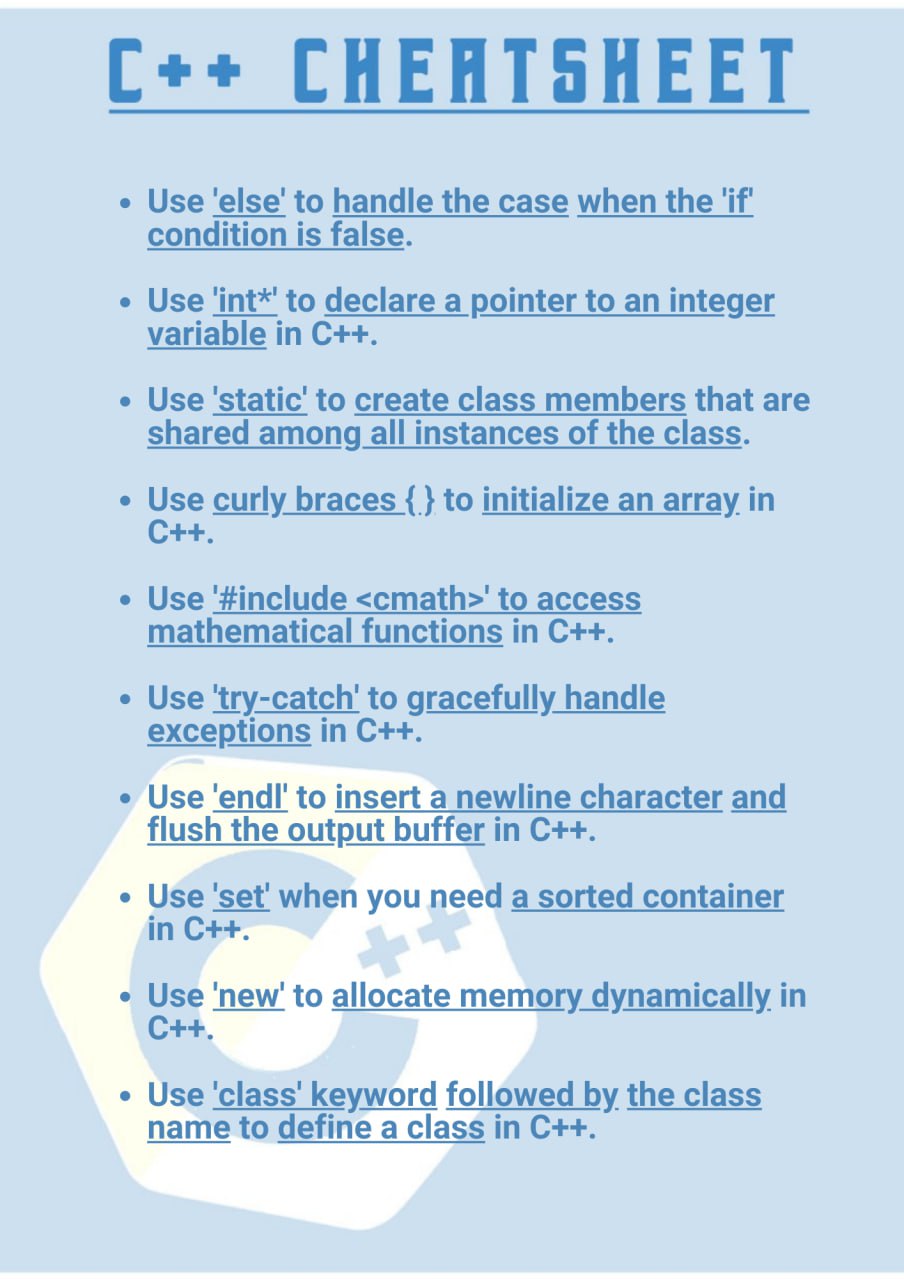 C++ CHEATSHEET
• Use 'else' to handle the case when the 'if'
condition is false.
• Use 'int*' to declare a pointer to an integer
variable in C++.
• Use 'static' to create class members that are
shared among all instances of the class.
• Use curly braces { } to initialize an array in
C++.
• Use '#include <cmath>' to access
mathematical functions in C++.
• Use 'try-catch' to gracefully handle
exceptions in C++.
• Use 'endl' to insert a newline character and
flush the output buffer in C++.
• Use 'set' when you need a sorted container
in C++.
++
• Use 'new' to allocate memory dynamically in
C++.
• Use 'class' keyword followed by the class
name to define a class in C++.